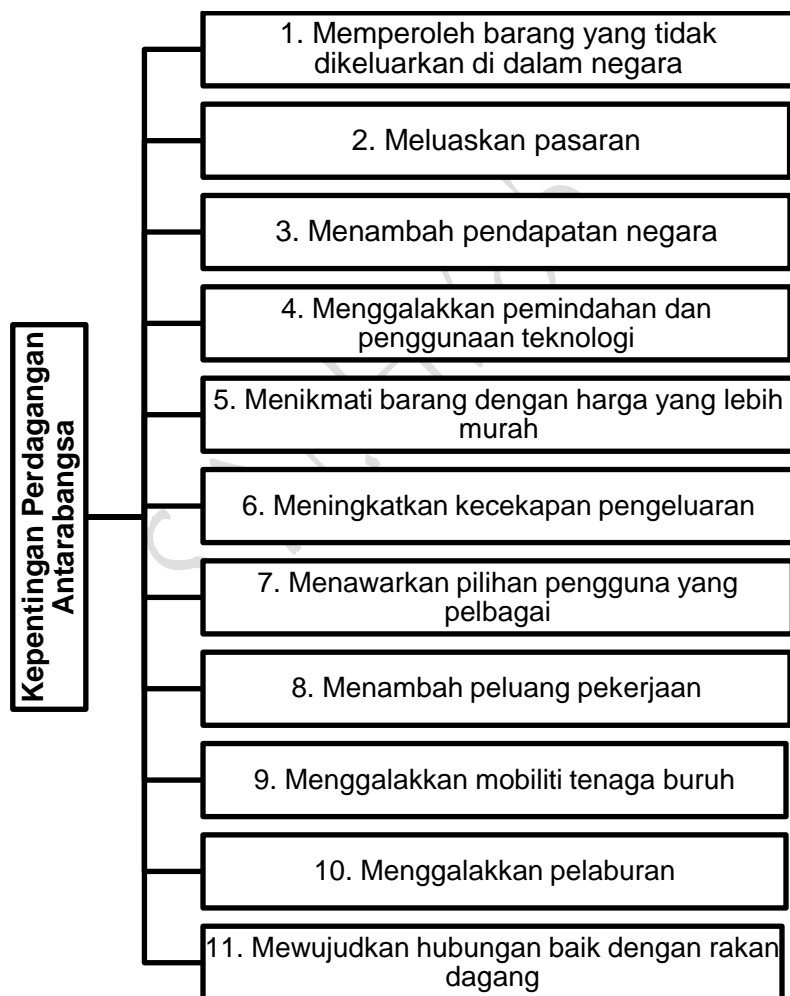 Kepentingan Perdagangan
Antarabangsa
1. Memperoleh barang yang tidak
dikeluarkan di dalam negara
2. Meluaskan pasaran
3. Menambah pendapatan negara
4. Menggalakkan pemindahan dan
penggunaan teknologi
5. Menikmati barang dengan harga yang lebih
murah
6. Meningkatkan kecekapan pengeluaran
7. Menawarkan pilihan pengguna yang
pelbagai
8. Menambah peluang pekerjaan
9. Menggalakkan mobiliti tenaga buruh
10. Menggalakkan pelaburan
11. Mewujudkan hubungan baik dengan rakan
dagang